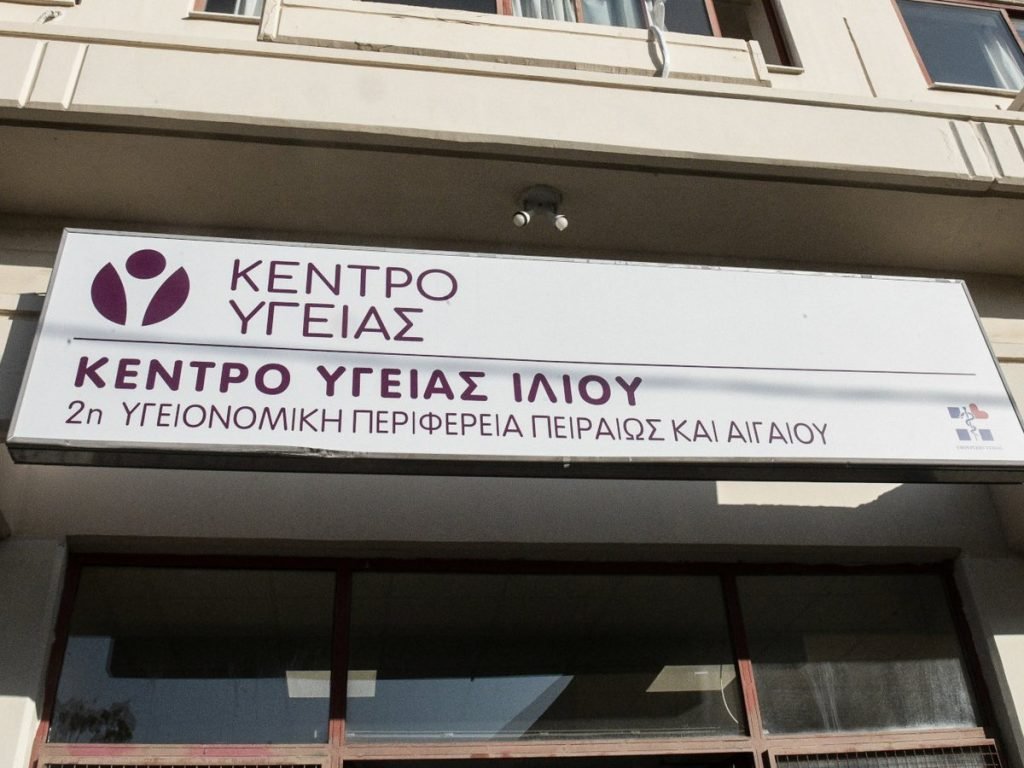 ΚΕΝΤΡΟ
ΥΓΕΙΑΣ
ΚΕΝΤΡΟ ΥΓΕΙΑΣ ΙΛΙΟΥ
2η ΥΓΕΙΟΝΟΜΙΚΗ ΠΕΡΙΦΕΡΕΙΑ ΠΕΙΡΑΙΩΣ ΚΑΙ ΑΙΓΑΙΟΥ